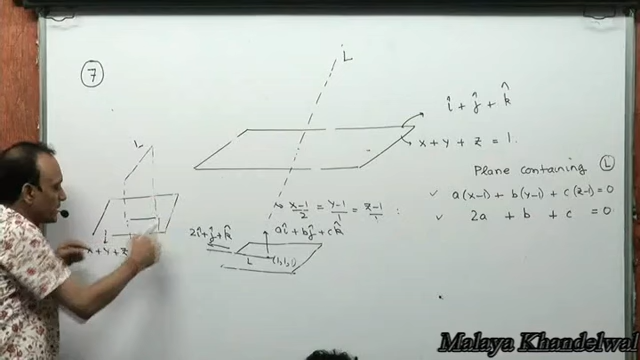 7
L
î + ĵ + k̂
x + y + z = 1
Plane containing L
a(x-1) + b(y-1) + c(z-1) = 0
2a + b + c = 0
x-1/2 = y-1/1 = z-1/1
2î+ĵ+k̂
aî + bĵ + ck̂
L
(1,1,1)
L
x + y + z
Malaya Khandelwal